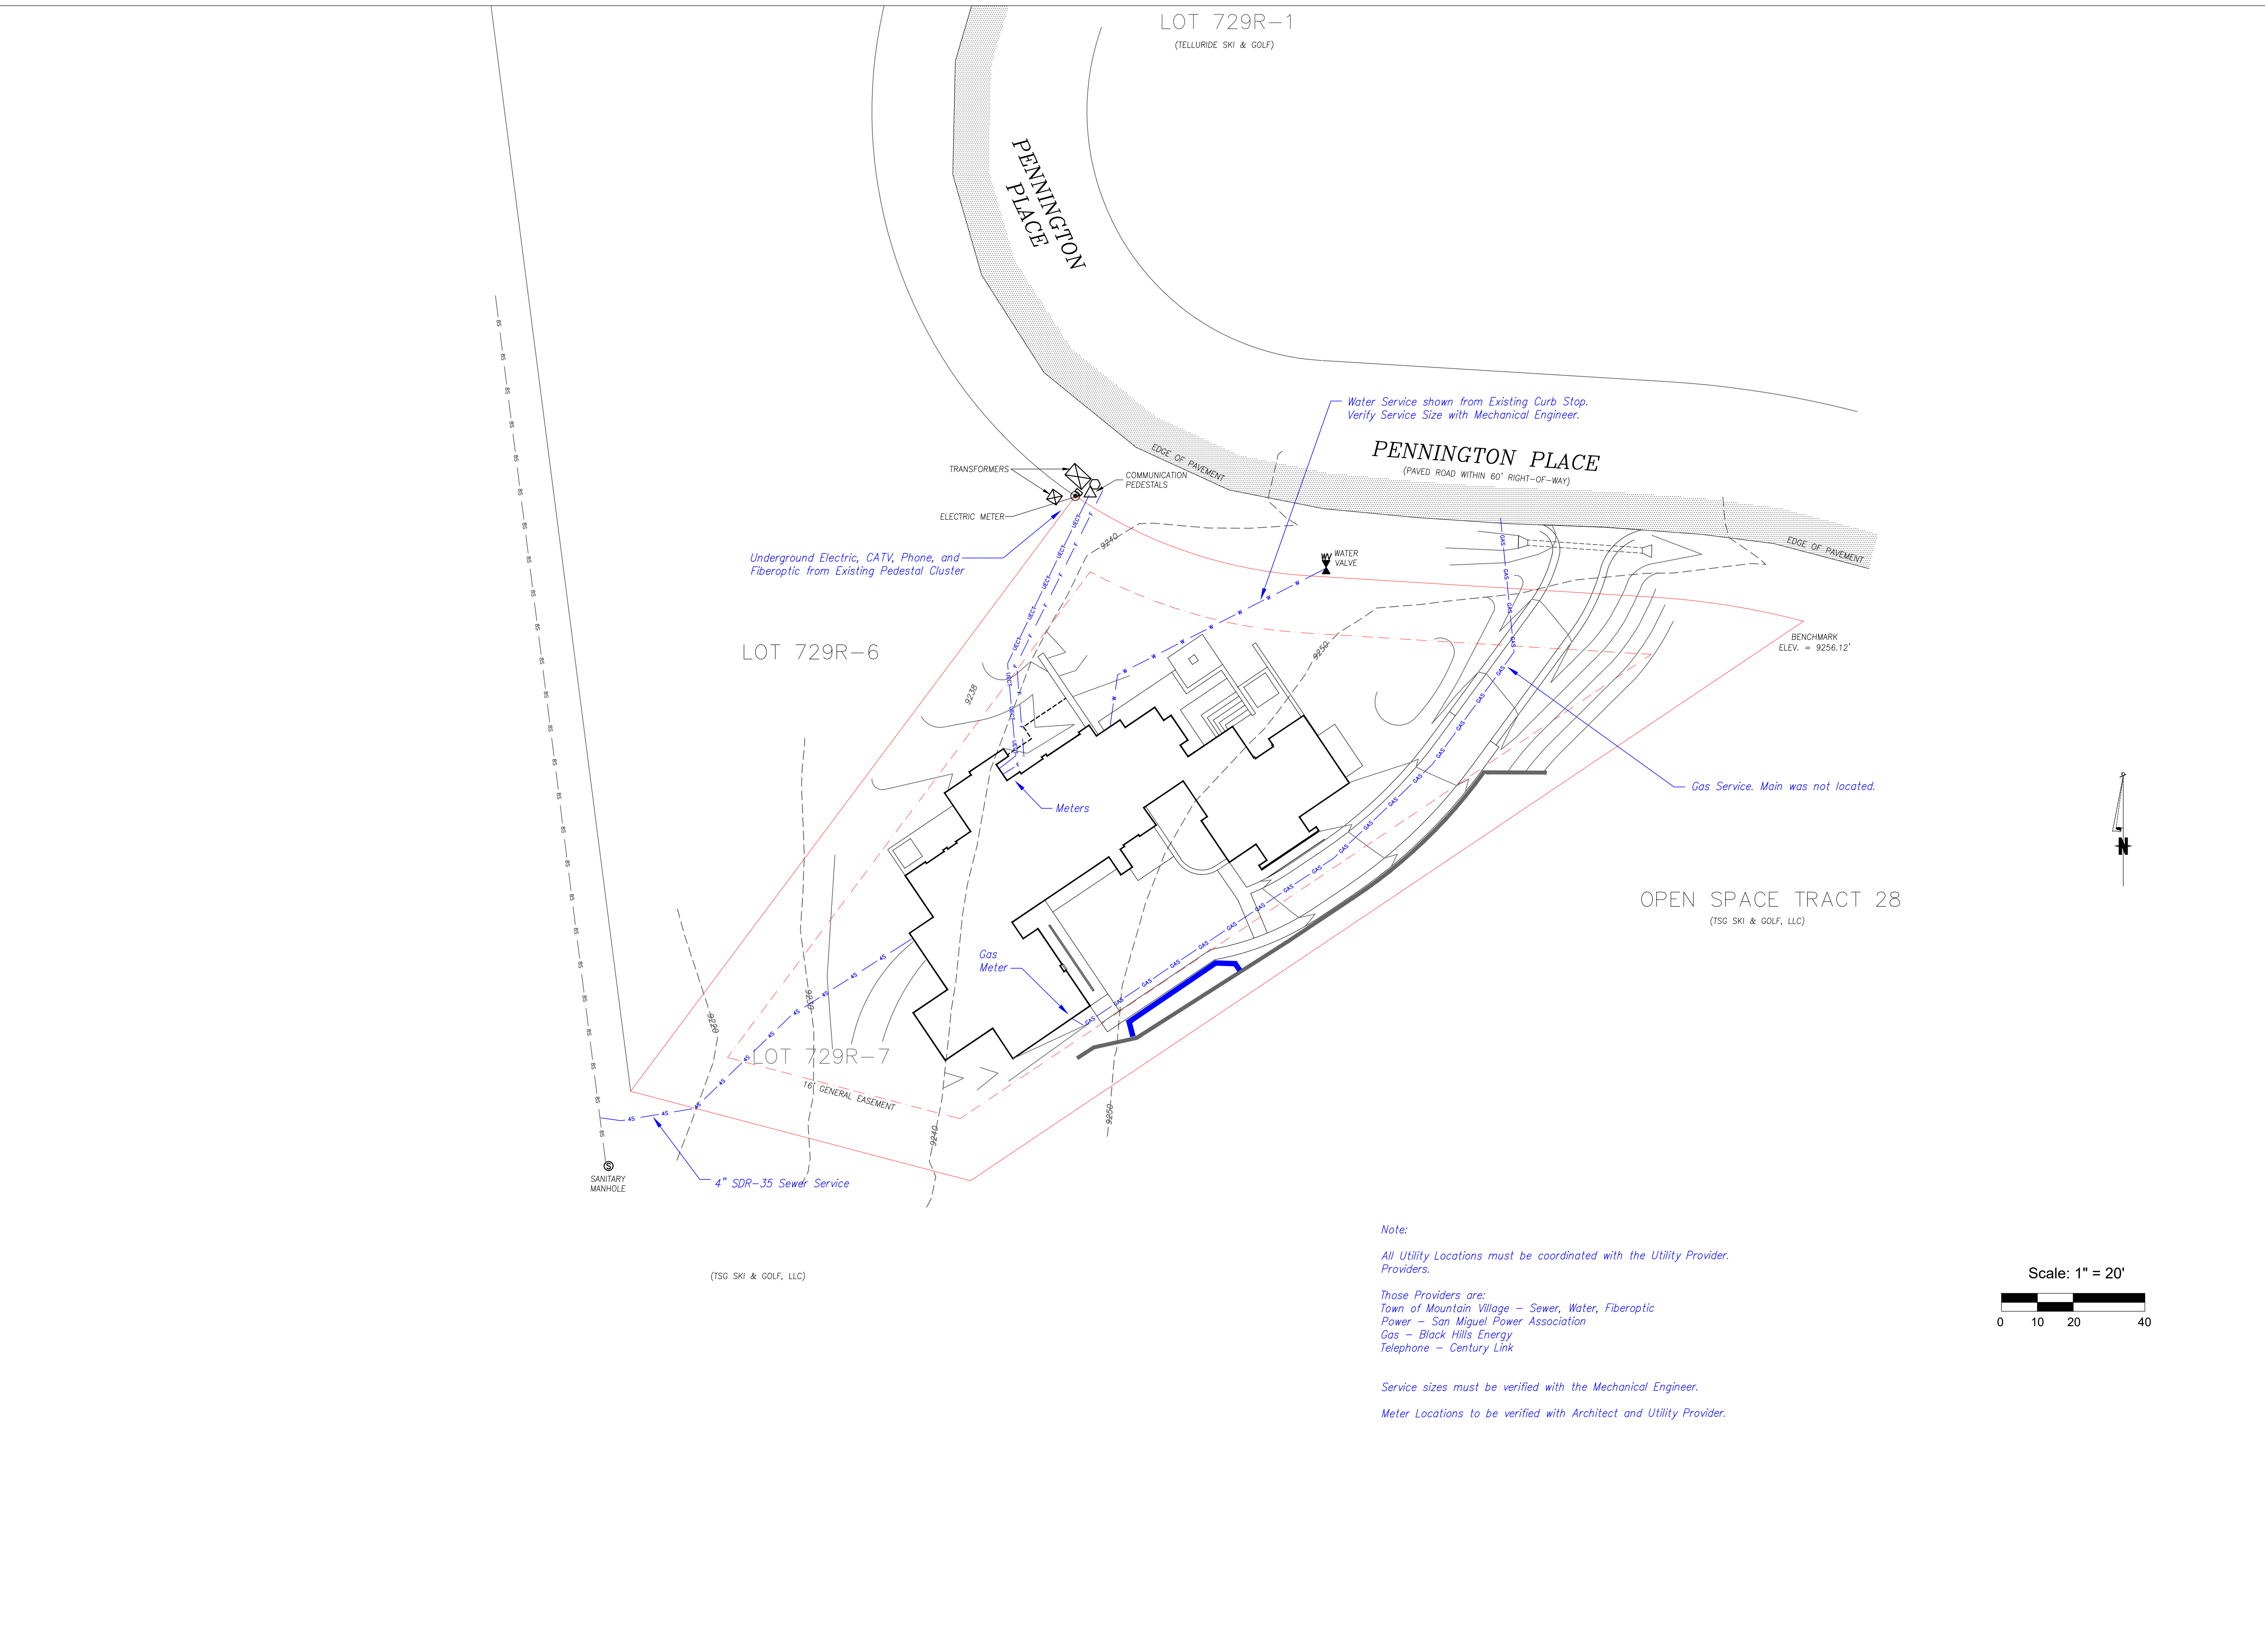 LOT 729R-1
(TELLURIDE SKI & GOLF)
PENNINGTON
PLACE
Water Service shown from Existing Curb Stop.
Verify Service Size with Mechanical Engineer.
PENNINGTON PLACE
(PAVED ROAD WITHIN 60' RIGHT-OF-WAY)
EDGE OF PAVEMENT
EDGE OF PAVEMENT
TRANSFORMERS
COMMUNICATION
PEDESTALS
ELECTRIC METER
Underground Electric, CATV, Phone, and
Fiberoptic from Existing Pedestal Cluster
WATER
VALVE
9240
LOT 729R-6
9238
9250
BENCHMARK
ELEV. = 9256.12'
Meters
Gas Service. Main was not located.
N
OPEN SPACE TRACT 28
(TSG SKI & GOLF, LLC)
Gas
Meter
9230
9220
LOT 729R-7
16' GENERAL EASEMENT
9240
9250
S
SANITARY
MANHOLE
4" SDR-35 Sewer Service
(TSG SKI & GOLF, LLC)
Note:
All Utility Locations must be coordinated with the Utility Provider.
Providers.
Those Providers are:
Town of Mountain Village - Sewer, Water, Fiberoptic
Power - San Miguel Power Association
Gas - Black Hills Energy
Telephone - Century Link
Service sizes must be verified with the Mechanical Engineer.
Meter Locations to be verified with Architect and Utility Provider.
Scale: 1" = 20'
0 10 20 40